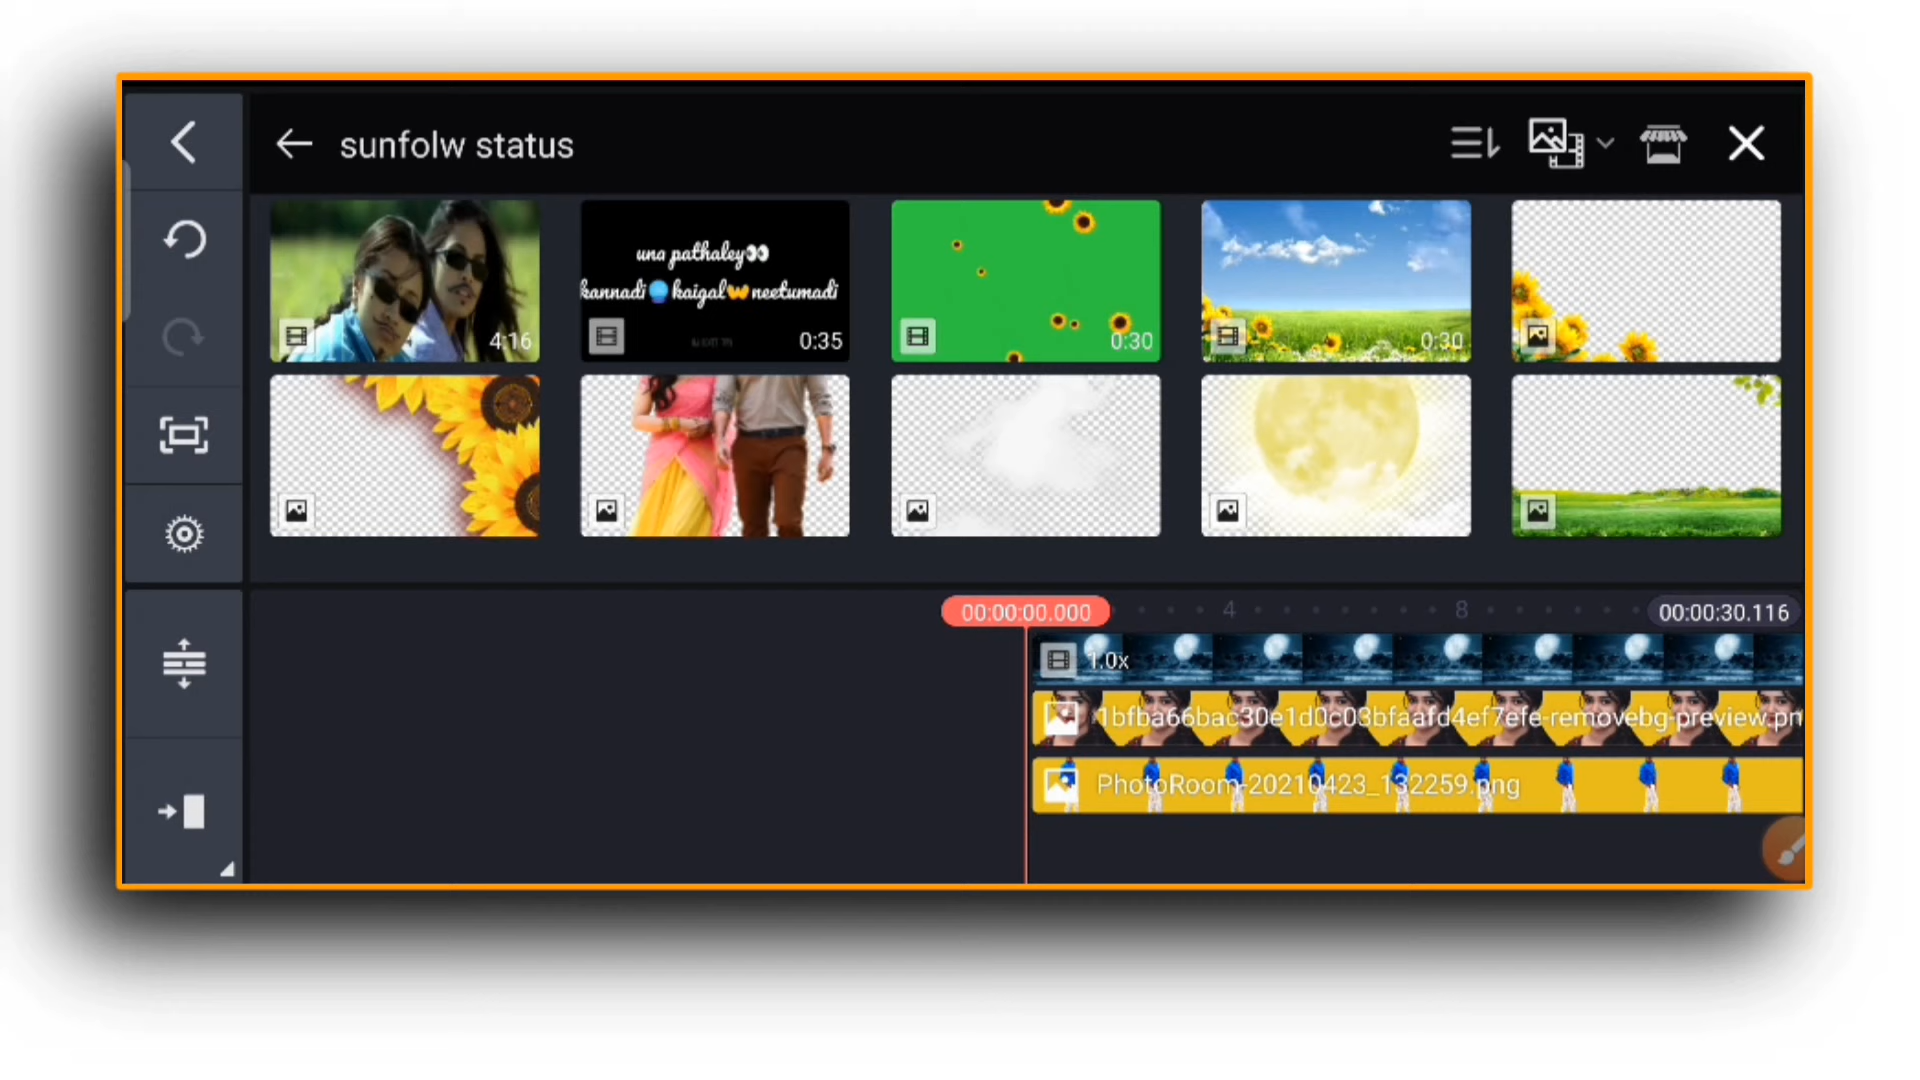 sunfolw status
una pathaley👀
kannadi🔮kaigal👐neetumadi
4:16
0:35
0:30
0:30
00:00:00.000
4
8
00:00:30.116
1.0x
1bfba66bac30e1d0c03bfaafd4ef7efe-removebg-preview.pn
PhotoRoom-20210423_132259.png